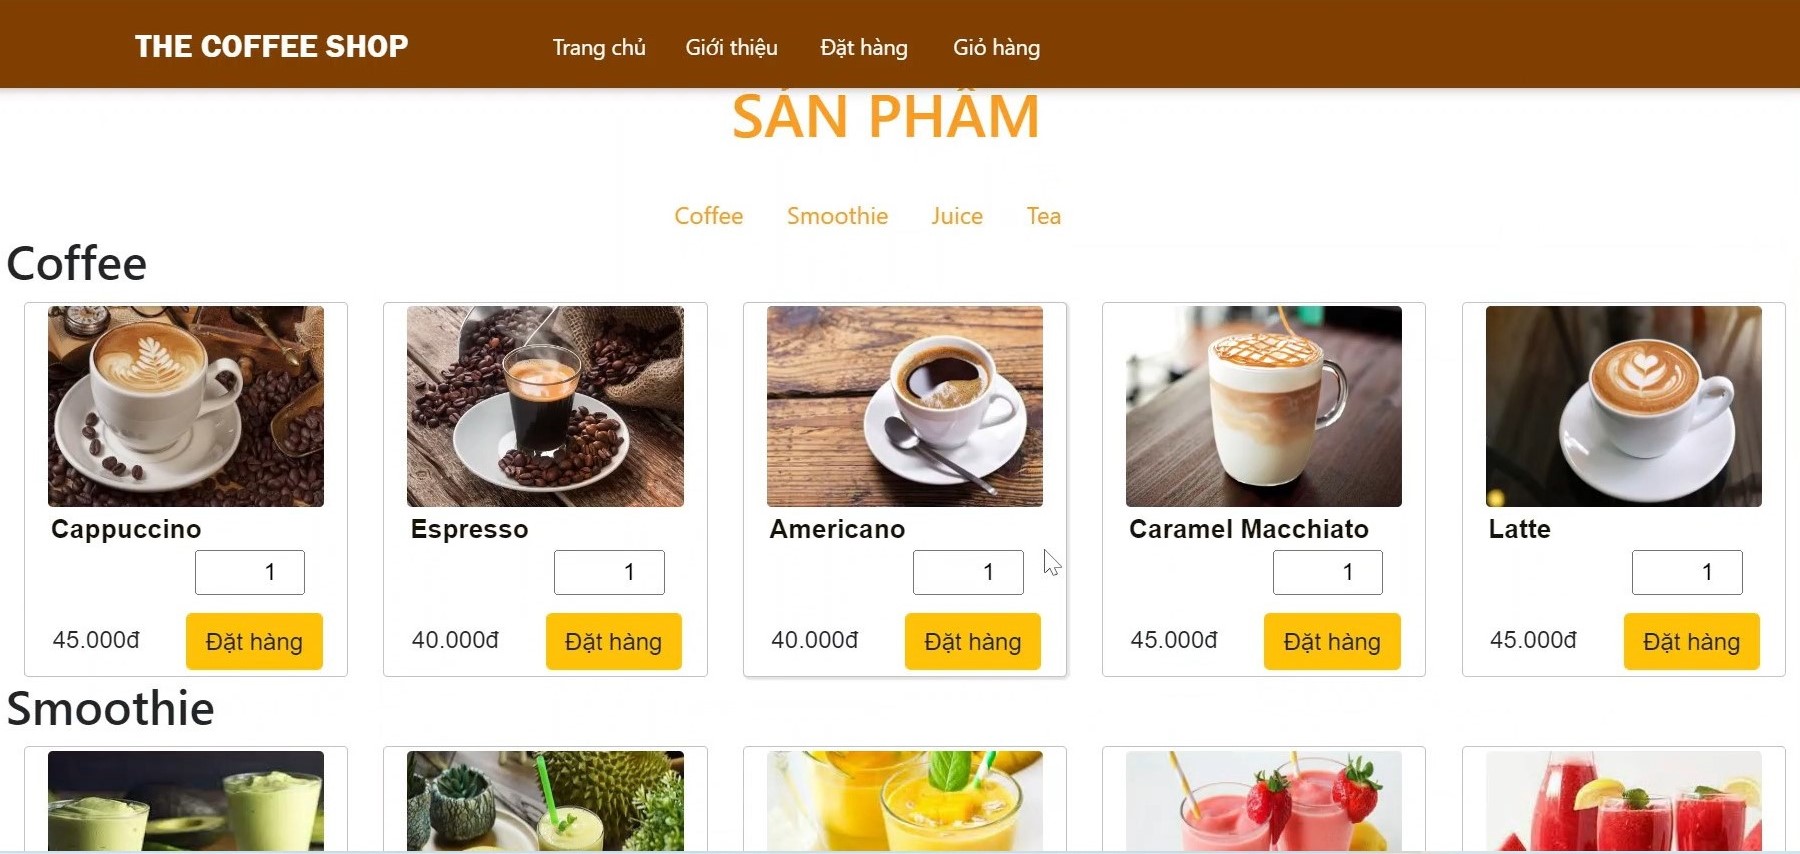 THE COFFEE SHOP Trang chủ Giới thiệu Đặt hàng Giỏ hàng
SẢN PHẨM
Coffee Smoothie Juice Tea
Coffee
Cappuccino Espresso Americano Caramel Macchiato Latte
1 1 1 1 1
45.000đ Đặt hàng 40.000đ Đặt hàng 40.000đ Đặt hàng 45.000đ Đặt hàng 45.000đ Đặt hàng
Smoothie